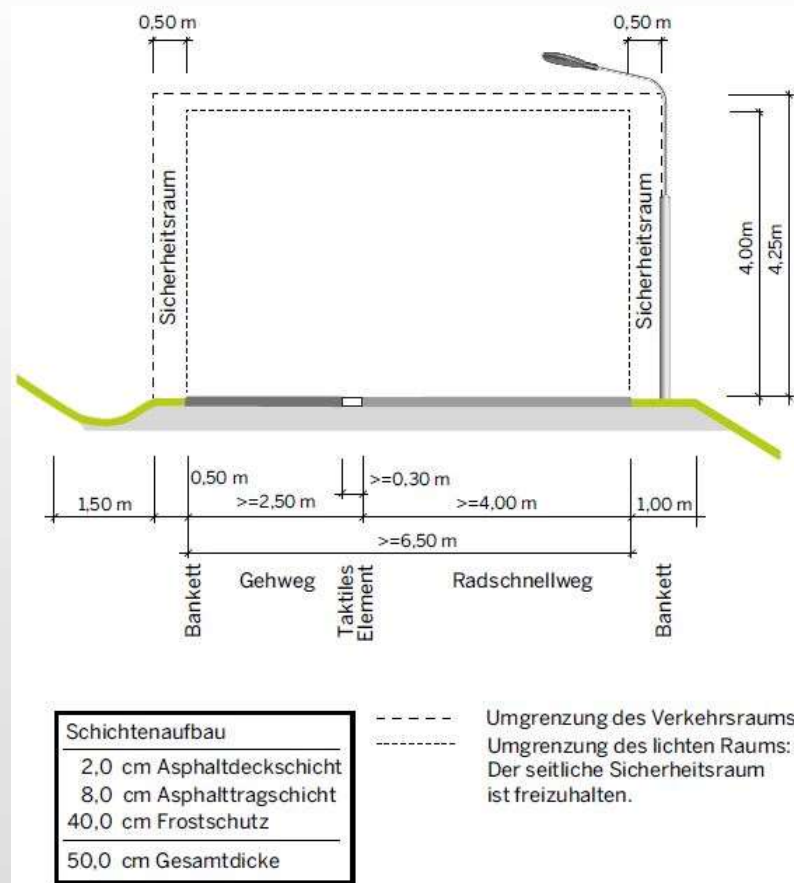 0,50 m
0,50 m
Sicherheitsraum
Sicherheitsraum
4,00m
4,25m
0,50 m
>=0,30 m
1,50 m
>=2,50 m
>=4,00 m
1,00 m
>=6,50 m
Bankett
Gehweg
Taktiles
Element
Radschnellweg
Bankett
Schichtenaufbau
2,0 cm Asphaltdeckschicht
8,0 cm Asphalttragschicht
40,0 cm Frostschutz
50,0 cm Gesamtdicke
Umgrenzung des Verkehrsraums
Umgrenzung des lichten Raums:
Der seitliche Sicherheitsraum
ist freizuhalten.